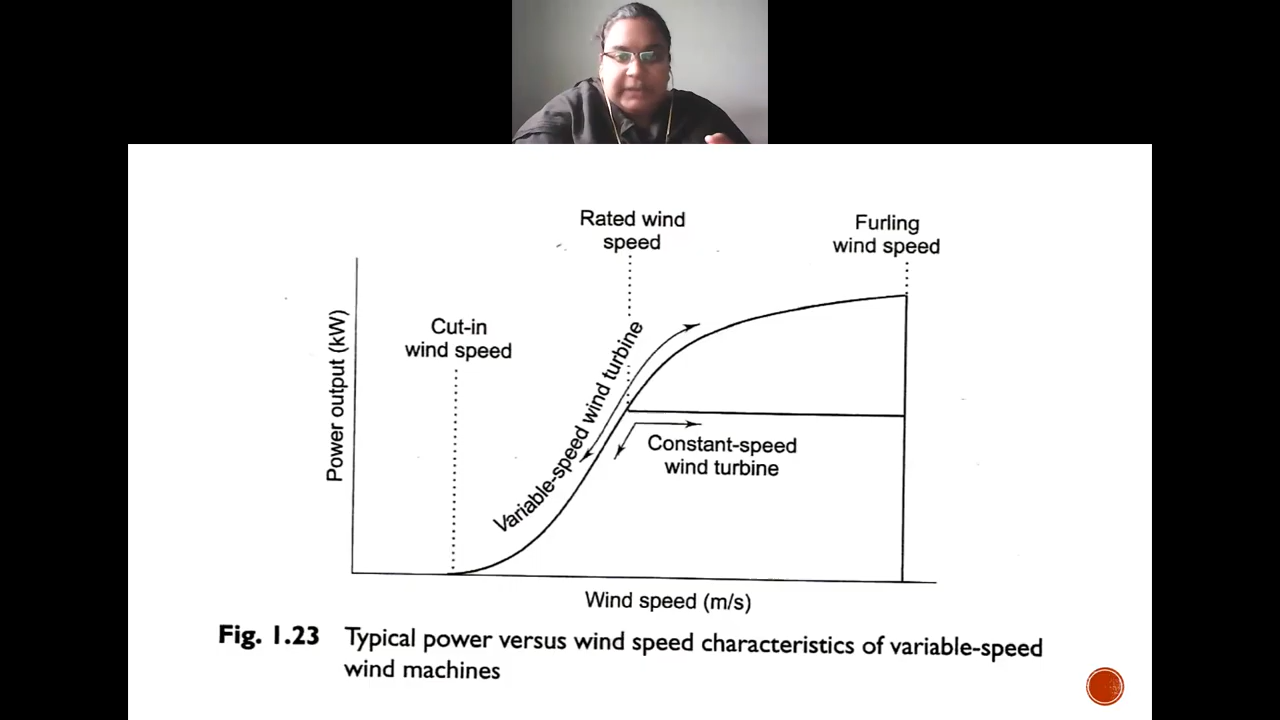 Rated wind
speed
Furling
wind speed
Cut-in
wind speed
Variable-speed wind turbine
Constant-speed
wind turbine
Power output (kW)
Wind speed (m/s)
Fig. 1.23 Typical power versus wind speed characteristics of variable-speed
wind machines